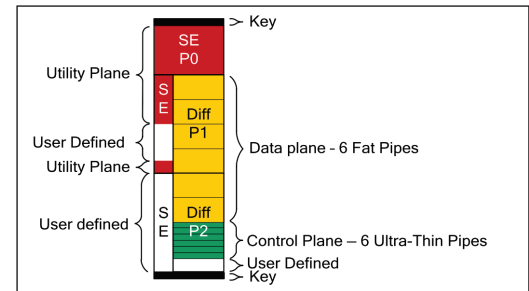 Key
SE
P0
Utility Plane
S
E
Diff
P1
User Defined
Data plane - 6 Fat Pipes
Utility Plane
S
E
Diff
User defined
P2
Control Plane – 6 Ultra-Thin Pipes
User Defined
Key